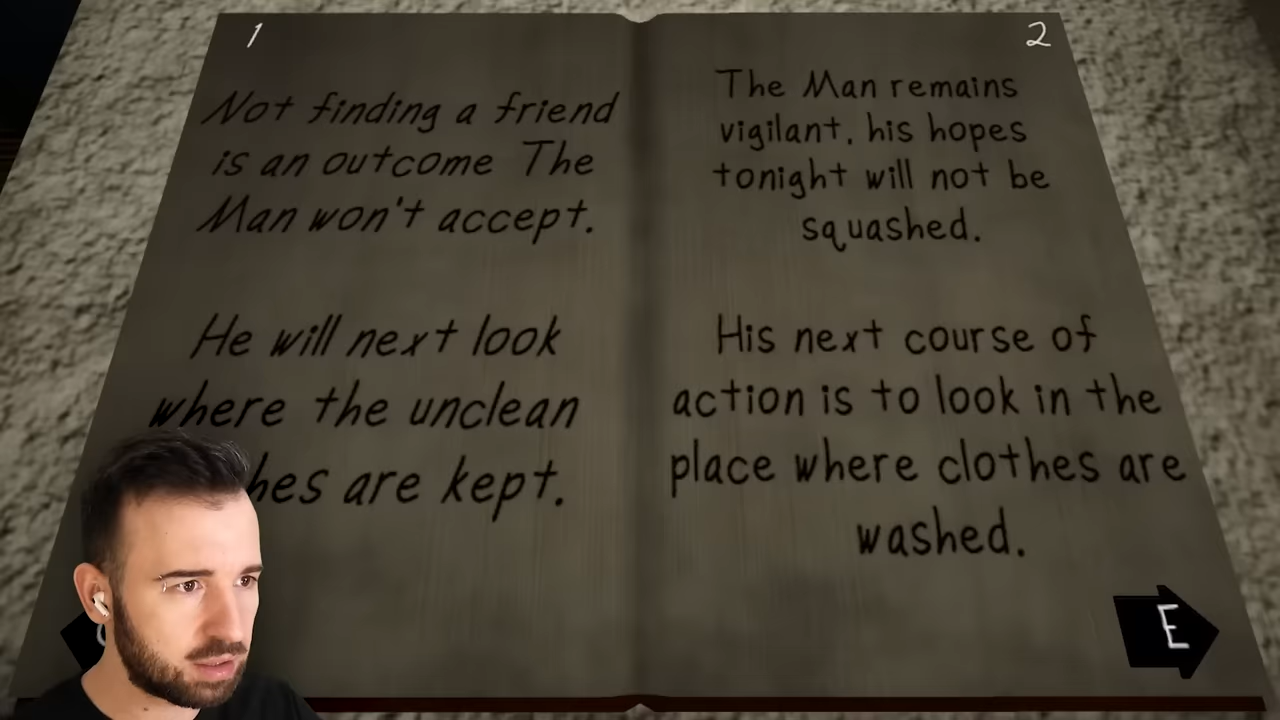 1
Not finding a friend
is an outcome The
Man won't accept.
He will next look
where the unclean
are kept.
2
The Man remains
vigilant, his hopes
tonight will not be
squashed.
His next course of
action is to look in the
place where clothes are
washed.
E